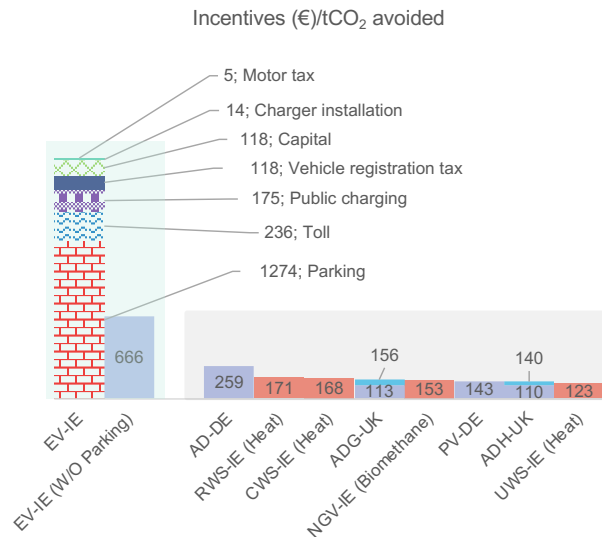 Incentives (€)/tCO₂ avoided
5; Motor tax
14; Charger installation
118; Capital
118; Vehicle registration tax
175; Public charging
236; Toll
1274; Parking
666
259
171
168
156
113
153
143
140
110
123
EV-IE
EV-IE (W/O Parking)
AD-DE
RWS-IE (Heat)
CWS-IE (Heat)
ADG-UK
NGV-IE (Biomethane)
PV-DE
ADH-UK
UWS-IE (Heat)